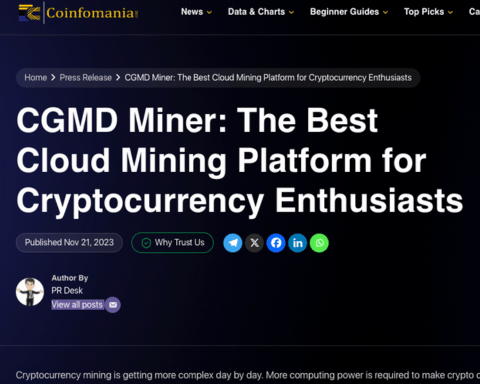 Coinfomania
News Data & Charts Beginner Guides Top Picks Ca
Home Press Release CGMD Miner: The Best Cloud Mining Platform for Cryptocurrency Enthusiasts
CGMD Miner: The Best
Cloud Mining Platform for
Cryptocurrency Enthusiasts
Published Nov 21, 2023 Why Trust Us
Author By
PR Desk
View all posts
Cryptocurrency mining is getting more complex day by day. More computing power is required to make crypto c